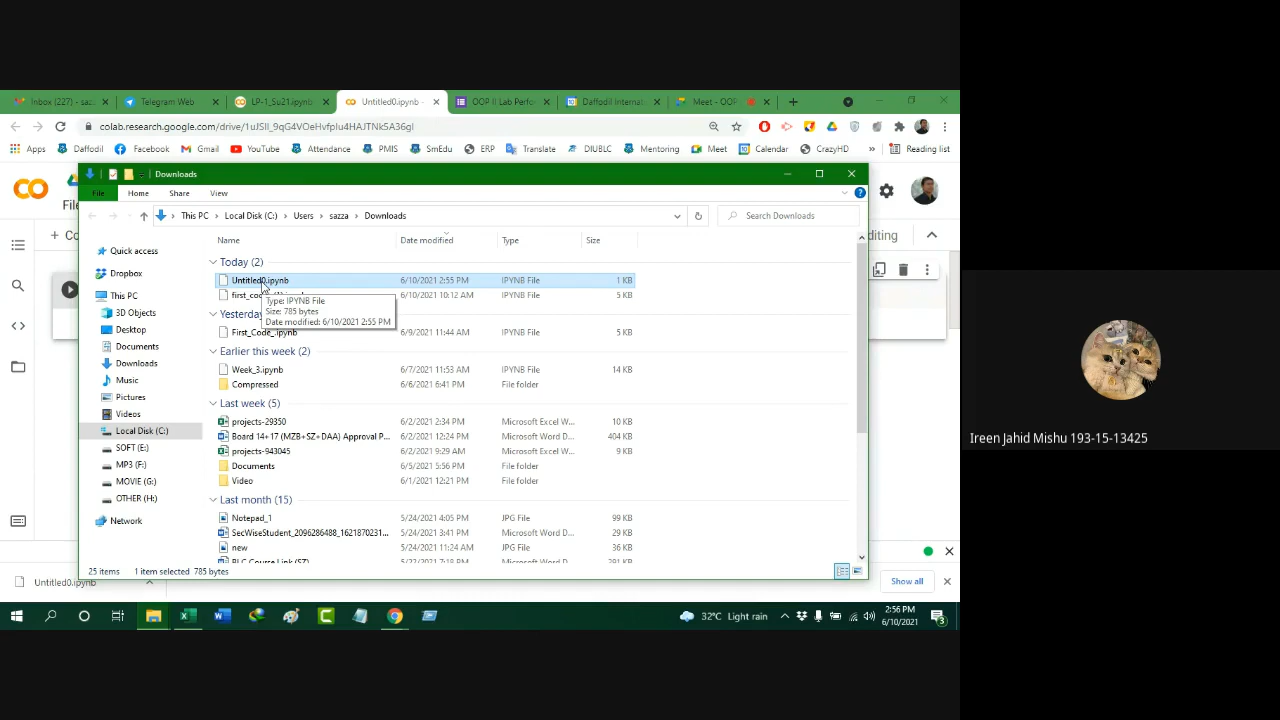 Inbox (227) - saz
Telegram Web
LP-1_Su21.ipynb
Untitled0.ipynb -
OOP II Lab Perfo
Daffodil Internat
Meet - OOP
colab.research.google.com/drive/1uJSlI_9qG4VOeHvfplu4HAJTNk5A36gl
Apps
Daffodil
Facebook
Gmail
YouTube
Attendance
PMIS
SmEdu
ERP
Translate
DIUBLC
Mentoring
Meet
Calendar
CrazyHD
»
Reading list
Downloads
File
Home
Share
View
Fil
This PC
Local Disk (C:)
Users
sazza
Downloads
Search Downloads
+ Co
diting
Name
Date modified
Type
Size
Quick access
Dropbox
This PC
3D Objects
Desktop
Documents
Downloads
Music
Pictures
Videos
Local Disk (C:)
SOFT (E:)
MP3 (F:)
MOVIE (G:)
OTHER (H:)
Network
Today (2)
Untitled0.ipynb 6/10/2021 2:55 PM IPYNB File 1 KB
6/10/2021 10:12 AM IPYNB File 5 KB
Type: IPYNB File
Size: 785 bytes
Date modified: 6/10/2021 2:55 PM
Yesterday
First_Code_.ipynb 6/9/2021 11:44 AM IPYNB File 5 KB
Earlier this week (2)
Week_3.ipynb 6/7/2021 11:53 AM IPYNB File 14 KB
Compressed 6/6/2021 6:41 PM File folder
Last week (5)
projects-29350 6/2/2021 2:34 PM Microsoft Excel W... 10 KB
Board 14+17 (MZB+SZ+DAA) Approval P... 6/2/2021 12:24 PM Microsoft Word D... 404 KB
projects-943045 6/2/2021 9:29 AM Microsoft Excel W... 9 KB
Documents 6/5/2021 5:56 PM File folder
Video 6/1/2021 12:21 PM File folder
Last month (15)
Notepad_1 5/24/2021 4:05 PM JPG File 99 KB
SecWiseStudent_2096286488_1621870231... 5/24/2021 3:41 PM Microsoft Word D... 29 KB
new 5/24/2021 11:24 AM JPG File 36 KB
25 items 1 item selected 785 bytes
Untitled0.ipynb
Show all
32°C Light rain
2:56 PM
6/10/2021
3
Ireen Jahid Mishu 193-15-13425